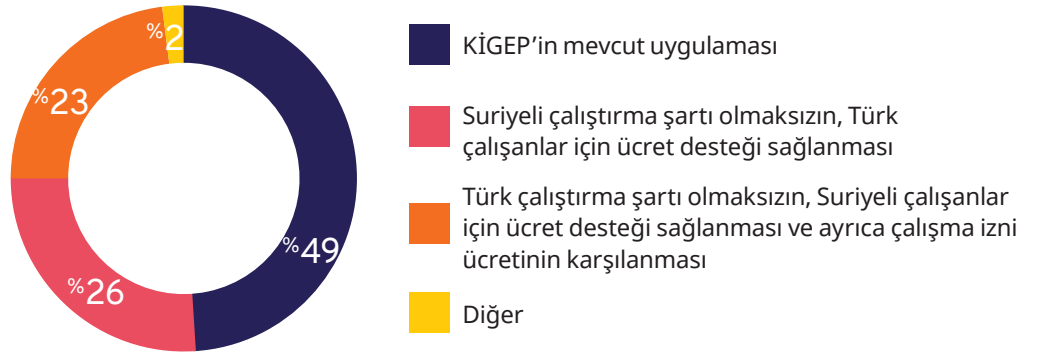 %2
%23
%49
%26
KİGEP’in mevcut uygulaması
Suriyeli çalıştırma şartı olmaksızın, Türk
çalışanlar için ücret desteği sağlanması
Türk çalıştırma şartı olmaksızın, Suriyeli çalışanlar
için ücret desteği sağlanması ve ayrıca çalışma izni
ücretinin karşılanması
Diğer